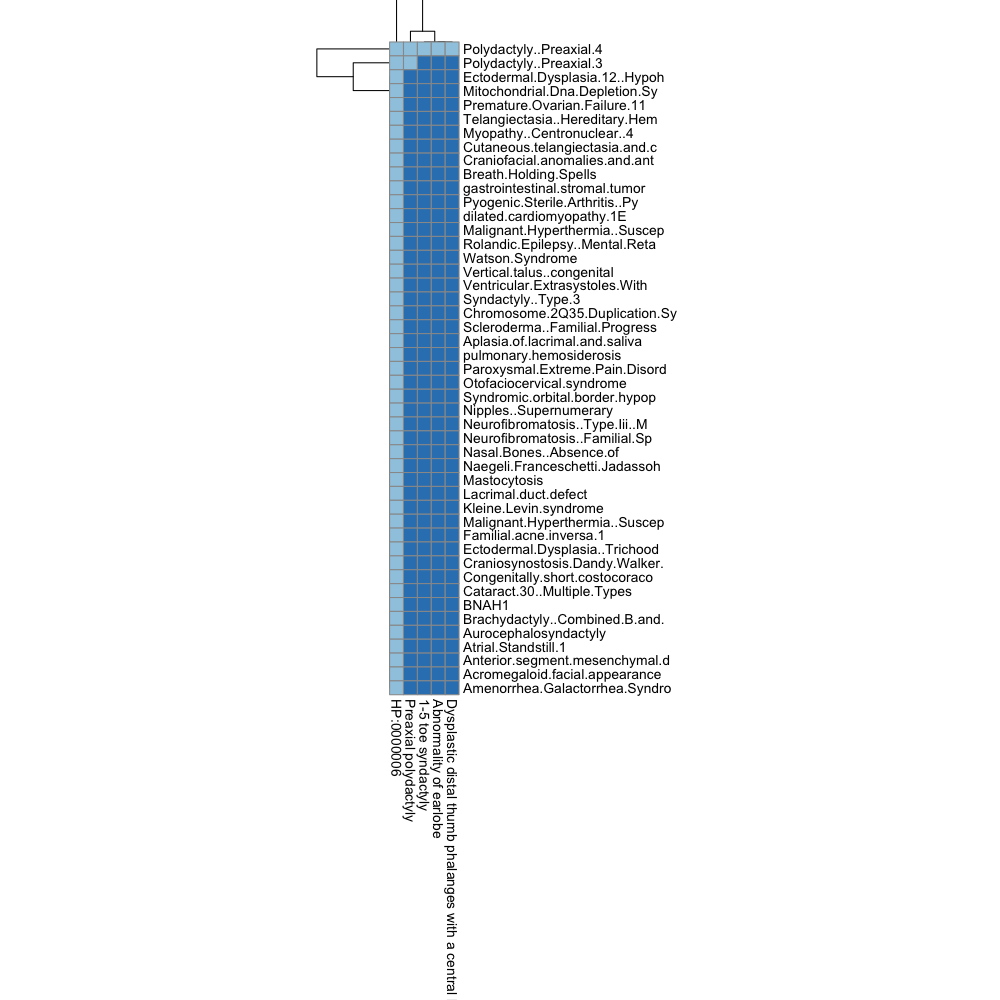 Polydactyly..Preaxial.4
Polydactyly..Preaxial.3
Ectodermal.Dysplasia.12..Hypoh
Mitochondrial.Dna.Depletion.Sy
Premature.Ovarian.Failure.11
Telangiectasia..Hereditary.Hem
Myopathy..Centronuclear..4
Cutaneous.telangiectasia.and.c
Craniofacial.anomalies.and.ant
Breath.Holding.Spells
gastrointestinal.stromal.tumor
Pyogenic.Sterile.Arthritis..Py
dilated.cardiomyopathy.1E
Malignant.Hyperthermia..Suscep
Rolandic.Epilepsy..Mental.Reta
Watson.Syndrome
Vertical.talus..congenital
Ventricular.Extrasystoles.With
Syndactyly..Type.3
Chromosome.2Q35.Duplication.Sy
Scleroderma..Familial.Progress
Aplasia.of.lacrimal.and.saliva
pulmonary.hemosiderosis
Paroxysmal.Extreme.Pain.Disord
Otofaciocervical.syndrome
Syndromic.orbital.border.hypop
Nipples..Supernumerary
Neurofibromatosis..Type.Iii..M
Neurofibromatosis..Familial.Sp
Nasal.Bones..Absence.of
Naegeli.Franceschetti.Jadassoh
Mastocytosis
Lacrimal.duct.defect
Kleine.Levin.syndrome
Malignant.Hyperthermia..Suscep
Familial.acne.inversa.1
Ectodermal.Dysplasia..Trichood
Craniosynostosis.Dandy.Walker.
Congenitally.short.costocoraco
Cataract.30..Multiple.Types
BNAH1
Brachydactyly..Combined.B.and.
Aurocephalosyndactyly
Atrial.Standstill.1
Anterior.segment.mesenchymal.d
Acromegaloid.facial.appearance
Amenorrhea.Galactorrhea.Syndro
HP:0000006
Preaxial polydactyly
1-5 toe syndactyly
Abnormality of earlobe
Dysplastic distal thumb phalanges with a central